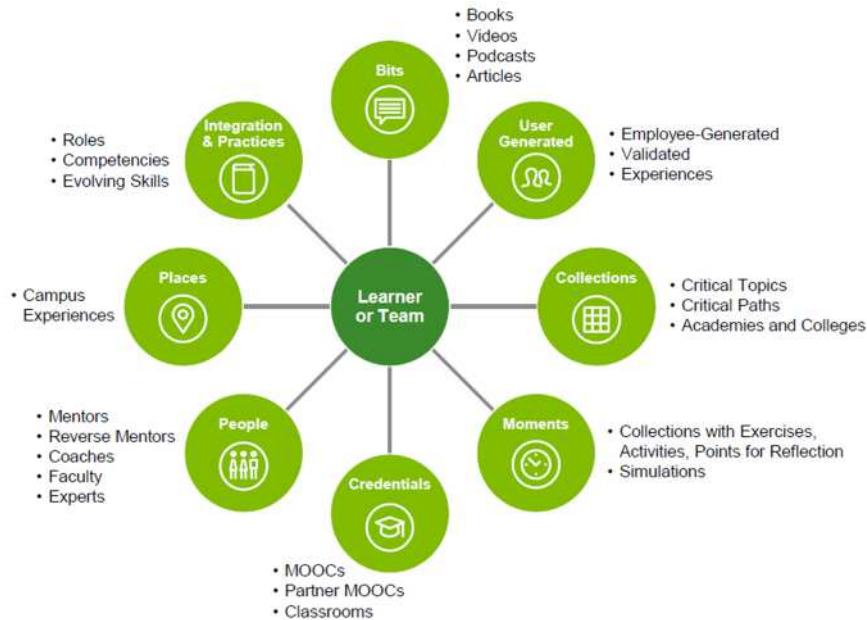 • Books
• Videos
• Podcasts
• Articles
Bits
Integration
& Practices
• Roles
• Competencies
• Evolving Skills
User
Generated
• Employee-Generated
• Validated
• Experiences
Places
• Campus
Experiences
Learner
or Team
Collections
• Critical Topics
• Critical Paths
• Academies and Colleges
People
• Mentors
• Reverse Mentors
• Coaches
• Faculty
• Experts
Moments
• Collections with Exercises,
Activities, Points for Reflection
• Simulations
Credentials
• MOOCs
• Partner MOOCs
• Classrooms